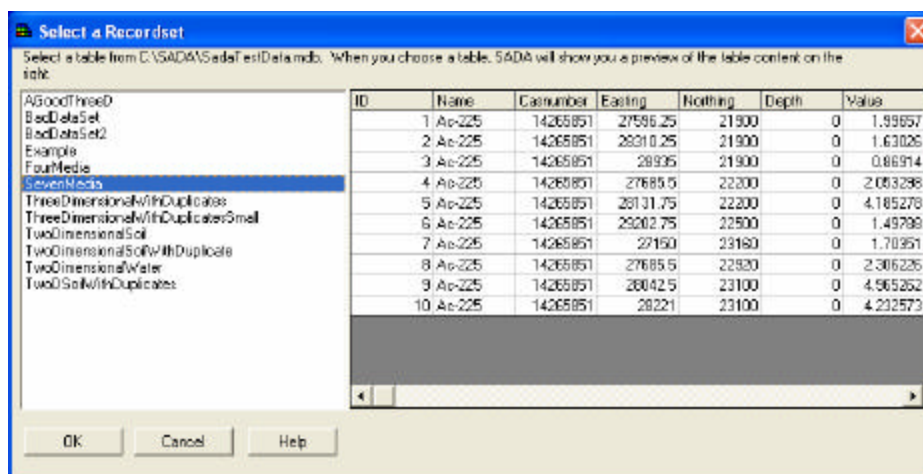 Select a Recordset
Select a table from C:\SADA\SadaTestData.mdb. When you choose a table, SADA will show you a preview of the table content on the
right.
AGoodThreeD
BadDataSet
BadDataSet2
Example
FourMedia
SevenMedia
ThreeDimensionalWithDuplicates
ThreeDimensionalWithDuplicatesSmall
TwoDimensionalSoil
TwoDimensionalSoilWithDuplicate
TwoDimensionalWater
TwoDSoilWithDuplicates
ID Name Casnumber Easting Northing Depth Value
1 Ac-225 14265851 27596.25 21900 0 1.99657
2 Ac-225 14265851 28310.25 21900 0 1.63026
3 Ac-225 14265851 28935 21900 0 0.86914
4 Ac-225 14265851 27685.5 22200 0 2.053298
5 Ac-225 14265851 28131.75 22200 0 4.185278
6 Ac-225 14265851 29202.75 22500 0 1.49788
7 Ac-225 14265851 27150 23160 0 1.70351
8 Ac-225 14265851 27685.5 22920 0 2.306226
9 Ac-225 14265851 28042.5 23100 0 4.965262
10 Ac-225 14265851 28221 23100 0 4.232573
OK Cancel Help